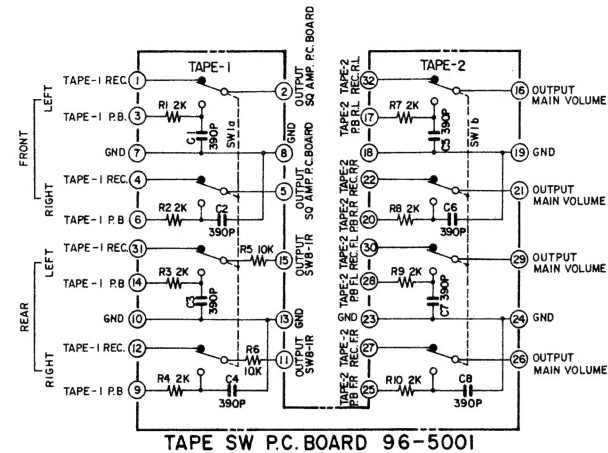 TAPE-1
TAPE-1 REC. 1
2 OUTPUT SQ AMP. P.C. BOARD
LEFT
TAPE-1 P.B. 3
R1 2K
C1 390P
SW1a
FRONT
GND 7
8 GND
TAPE-1 REC. 4
5 OUTPUT SQ AMP. P.C. BOARD
RIGHT
TAPE-1 P.B 6
R2 2K
C2
390P
TAPE-1 REC. 31
R5 10K
15 OUTPUT SW8-1R
LEFT
TAPE-1 P.B 14
R3 2K
C3 390P
REAR
GND 10
13 GND
TAPE-1 REC. 12
R6
10K
11 OUTPUT SW8-1R
RIGHT
TAPE-1 P.B 9
R4 2K
C4
390P
TAPE-2
TAPE-2 REC. R.L 32
16 OUTPUT
MAIN VOLUME
TAPE-2 P.B R.L 17
R7 2K
C5 390P
SW1b
18
19 GND
TAPE-2 REC. R.R 22
21 OUTPUT
MAIN VOLUME
TAPE-2 P.B R.R 20
R8 2K
C6
390P
TAPE-2 REC. F.L 30
29 OUTPUT
MAIN VOLUME
TAPE-2 P.B F.L 28
R9 2K
C7 390P
GND 23
24 GND
TAPE-2 REC. F.R 27
26 OUTPUT
MAIN VOLUME
TAPE-2 P.B F.R 25
R10 2K
C8
390P
TAPE SW P.C. BOARD 96-5001